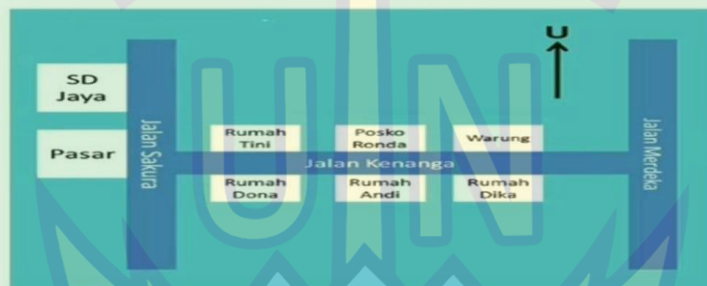 U
SD
Jaya
Pasar
Jalan Sakura
Rumah
Tini
Posko
Ronda
Warung
Jalan Kenanga
Rumah
Dona
Rumah
Andi
Rumah
Dika
Jalan Merdeka
UIN